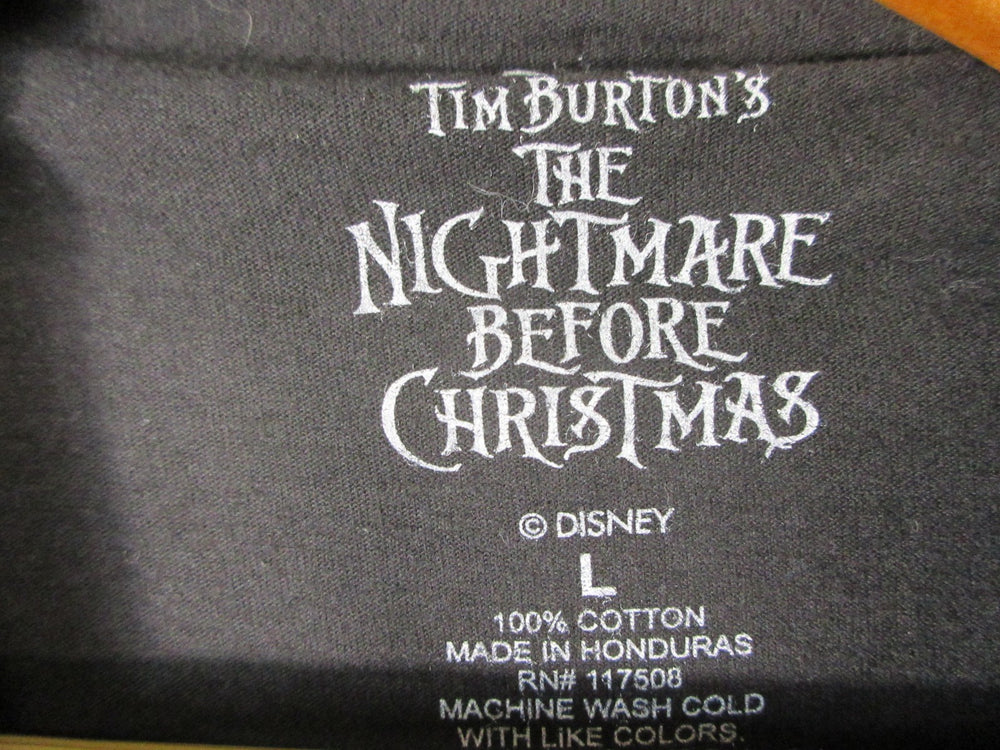 TIM BURTON'S
THE
NIGHTMARE
BEFORE
CHRISTMAS
© DISNEY
L
100% COTTON
MADE IN HONDURAS
RN# 117508
MACHINE WASH COLD
WITH LIKE COLORS.